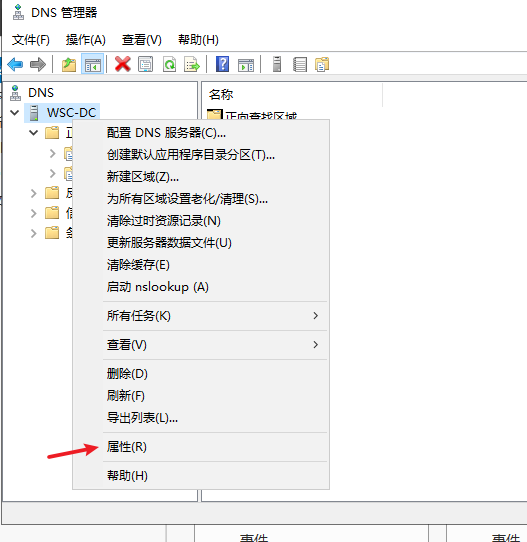 DNS 管理器
文件(F) 操作(A) 查看(V) 帮助(H)
DNS
WSC-DC
名称
正向查找区域
配置 DNS 服务器(C)...
创建默认应用程序目录分区(T)...
新建区域(Z)...
为所有区域设置老化/清理(S)...
清除过时资源记录(N)
更新服务器数据文件(U)
清除缓存(E)
启动 nslookup (A)
所有任务(K)
查看(V)
删除(D)
刷新(F)
导出列表(L)...
属性(R)
帮助(H)
事件 事件